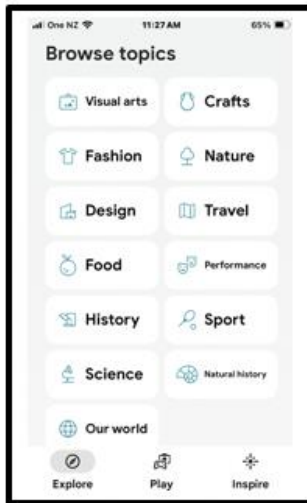 One NZ 11:27 AM 65%
Browse topics
Visual arts Crafts
Fashion Nature
Design Travel
Food Performance
History Sport
Science Natural history
Our world
Explore Play Inspire